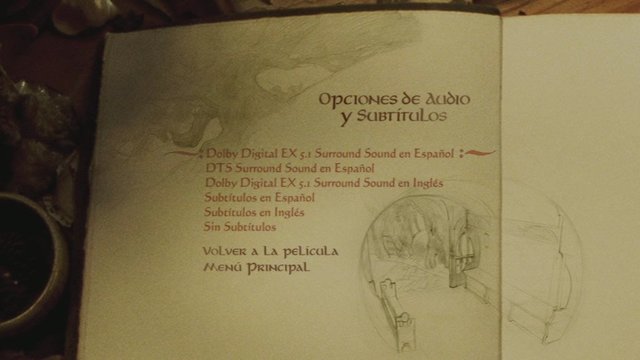 Opciones de Audio
y Subtítulos
Dolby Digital EX 5.1 Surround Sound en Español
DTS Surround Sound en Español
Dolby Digital EX 5.1 Surround Sound en Inglés
Subtítulos en Español
Subtítulos en Inglés
Sin Subtítulos
Volver a la película
Menú Principal